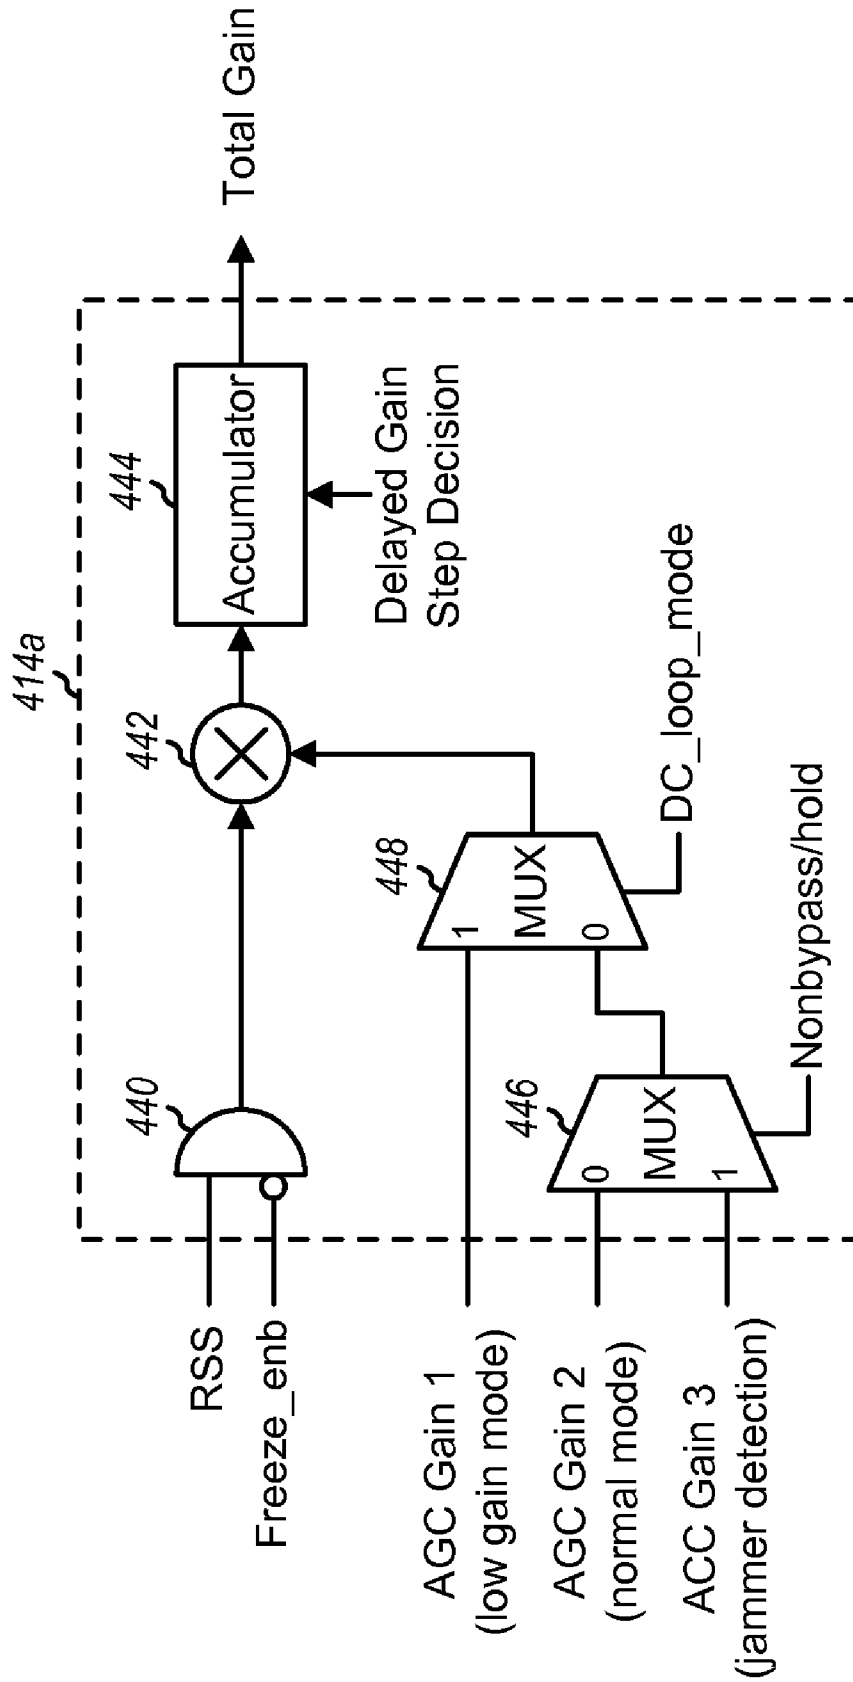 414a
440
442
444
RSS
Freeze_enb
Accumulator
Total Gain
Delayed Gain
Step Decision
AGC Gain 1
(low gain mode)
448
1
MUX
0
DC_loop_mode
AGC Gain 2
(normal mode)
446
0
MUX
1
Nonbypass/hold
ACC Gain 3
(jammer detection)